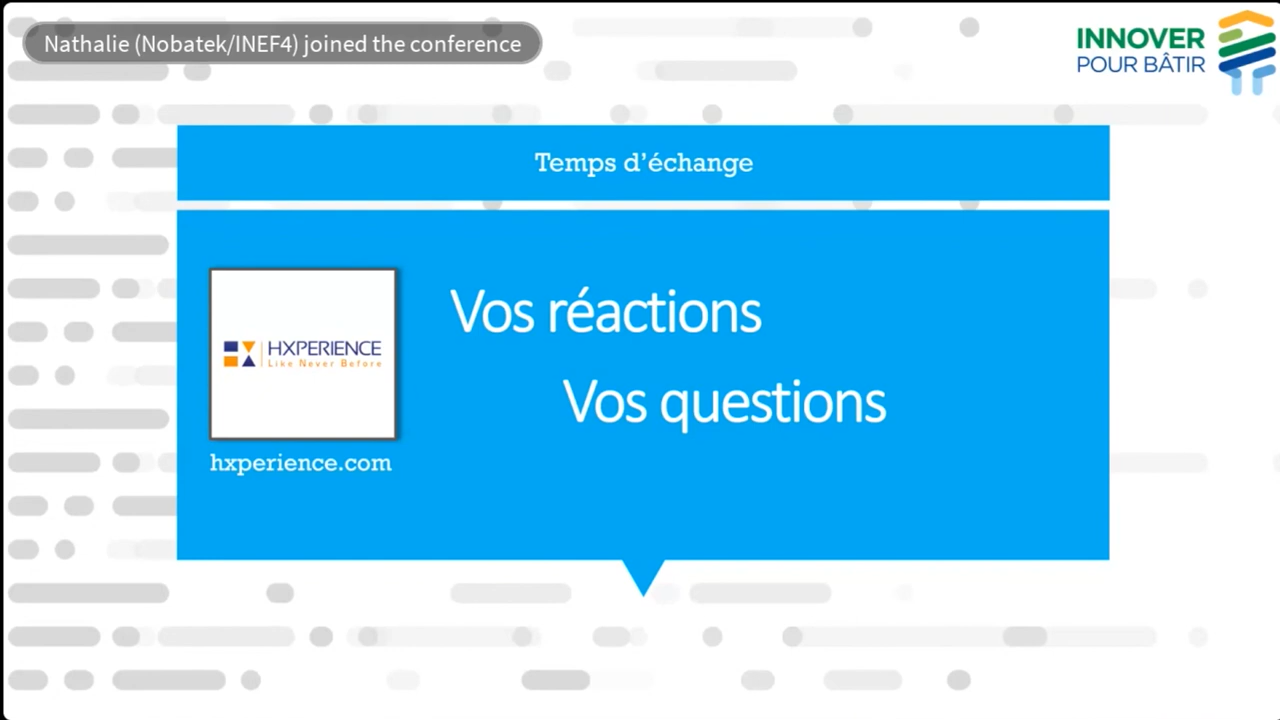 Nathalie (Nobatek/INEF4) joined the conference
INNOVER
POUR BÂTIR
Temps d’échange
HXPERIENCE
Like Never Before
hxperience.com
Vos réactions
Vos questions